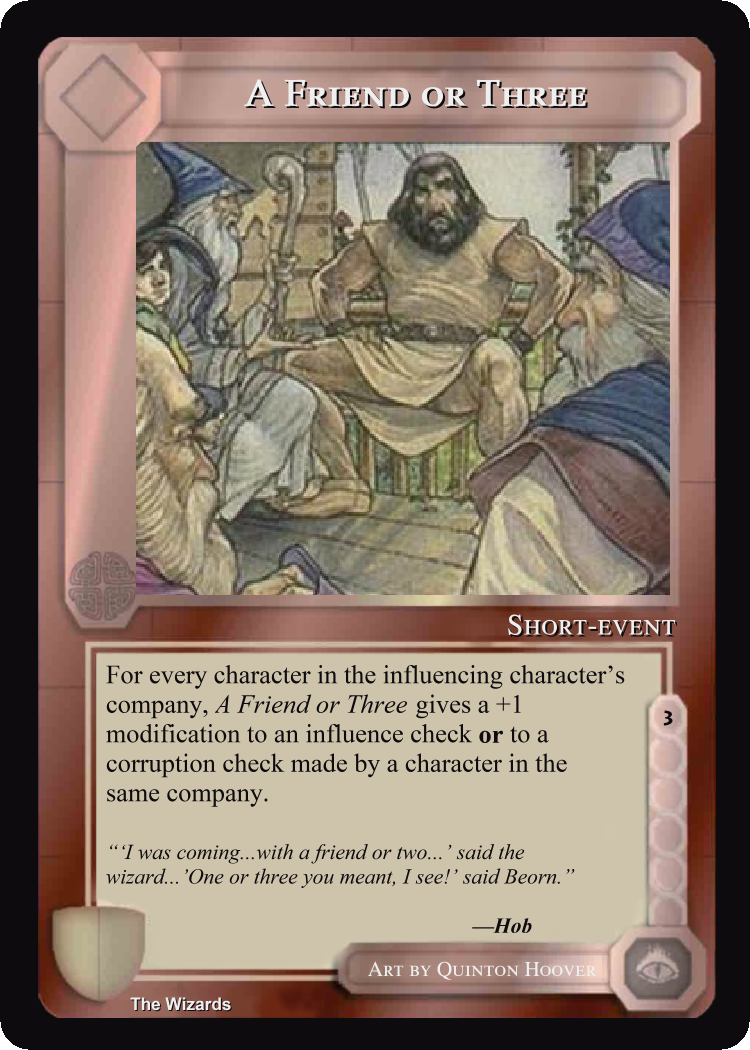 A Friend or Three
Short-event
For every character in the influencing character’s
company, A Friend or Three gives a +1
modification to an influence check or to a
corruption check made by a character in the
same company.
3
“‘I was coming...with a friend or two...’ said the
wizard...’One or three you meant, I see!’ said Beorn.”
—Hob
Art by Quinton Hoover
The Wizards